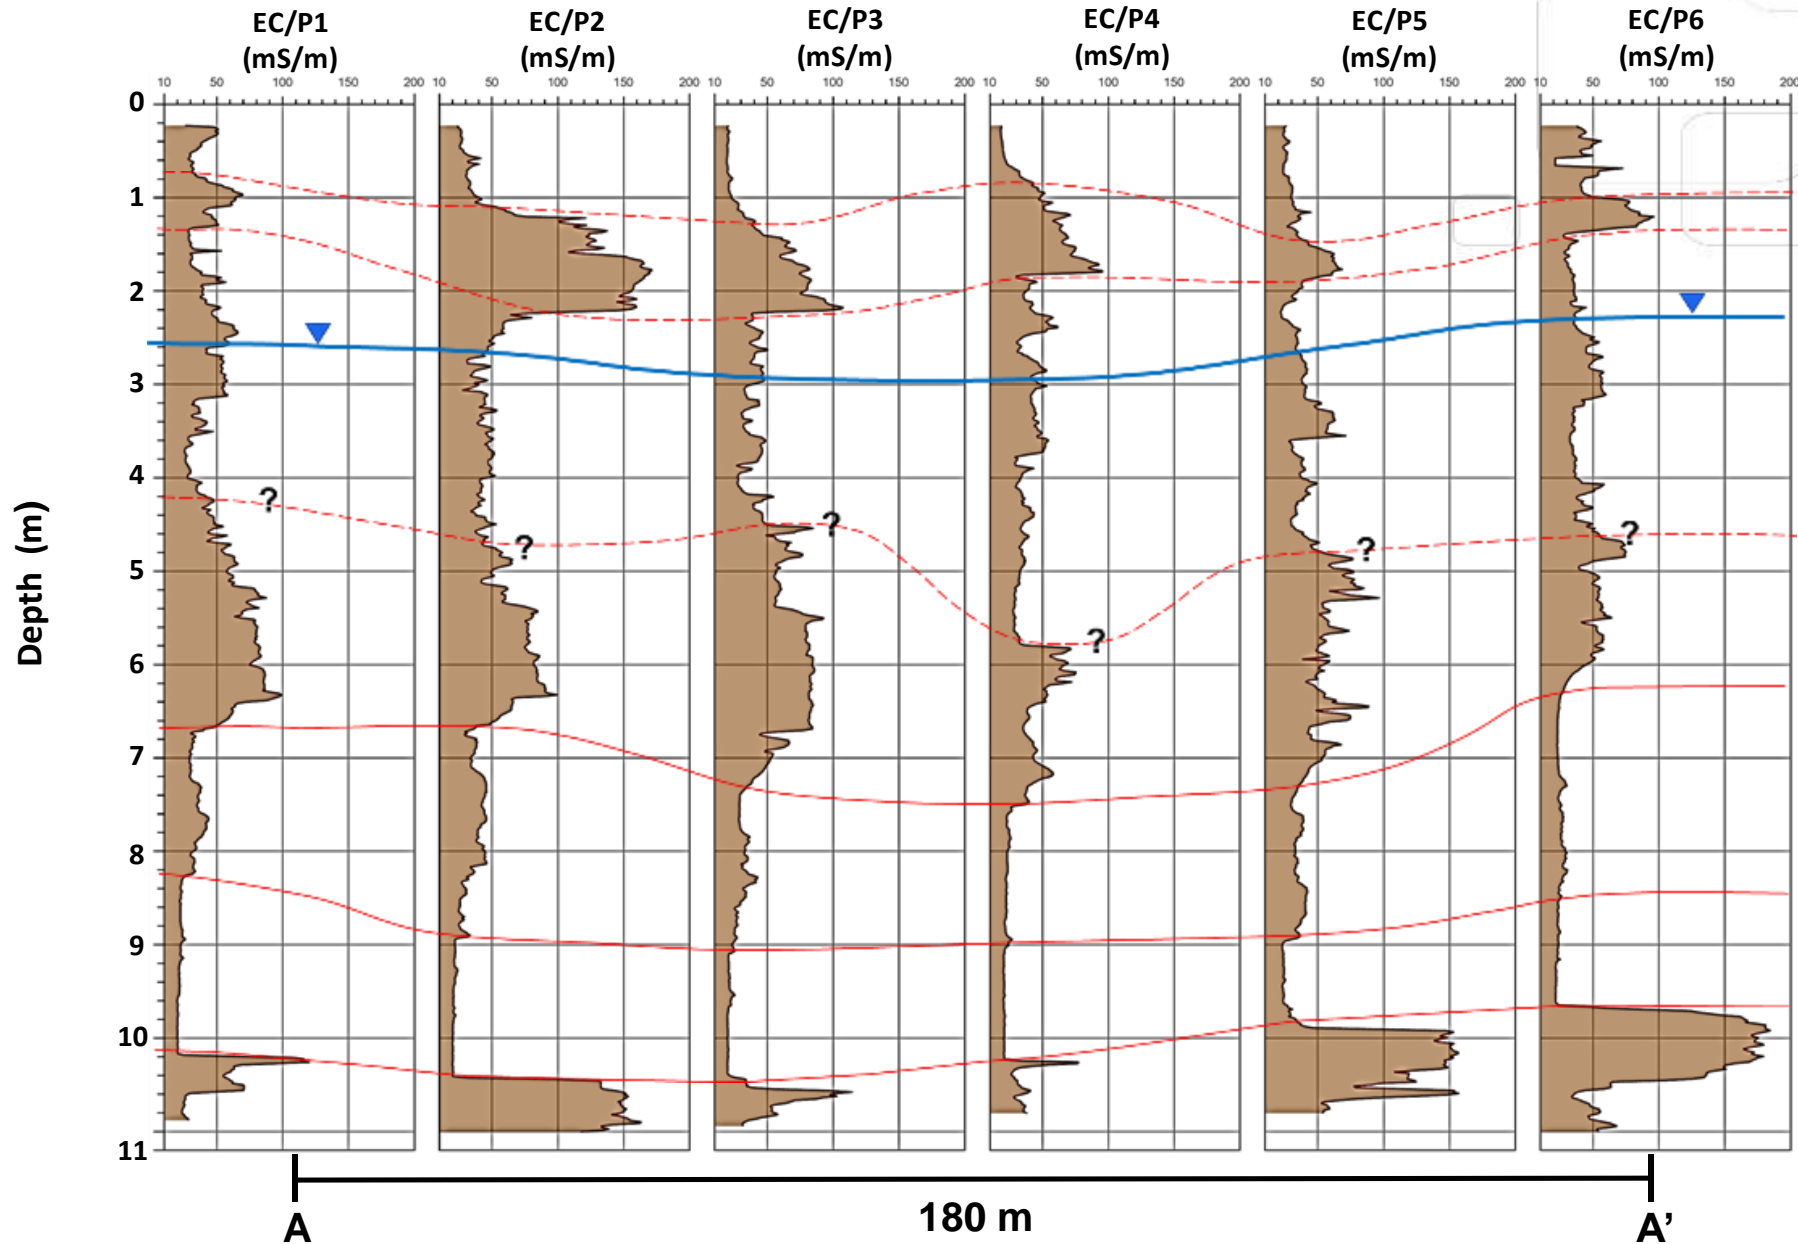 EC/P1 EC/P2 EC/P3 EC/P4 EC/P5 EC/P6
(mS/m) (mS/m) (mS/m) (mS/m) (mS/m) (mS/m)
10 50 100 150 200 10 50 100 150 200 10 50 100 150 200 10 50 100 150 200 10 50 100 150 200 10 50 100 150 200
0
1
2
3
4
?
?
?
?
?
?
5
Depth (m)
6
7
8
9
10
11
A
180 m
A’